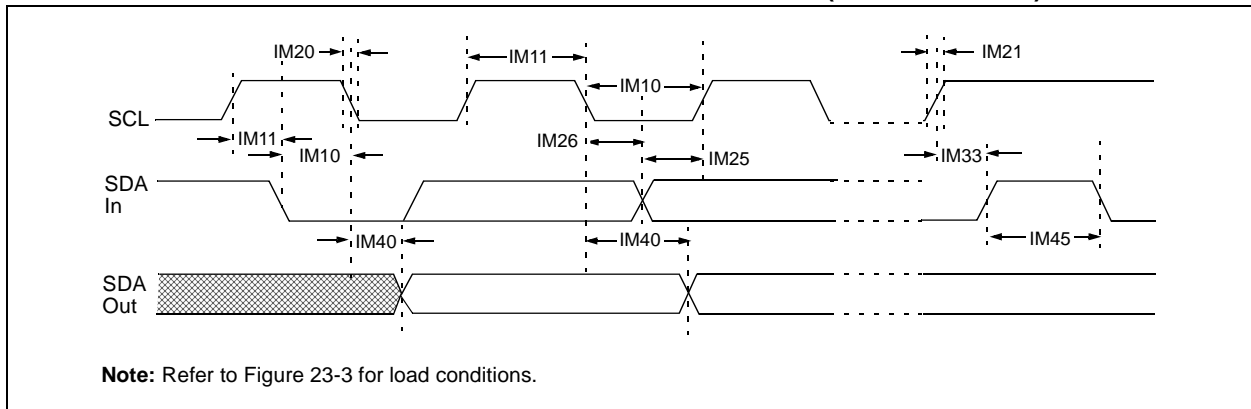 IM20
IM11
IM21
IM10
SCL
IM11
IM26
IM10
IM25
IM33
SDA
In
IM40
IM40
IM45
SDA
Out
Note: Refer to Figure 23-3 for load conditions.